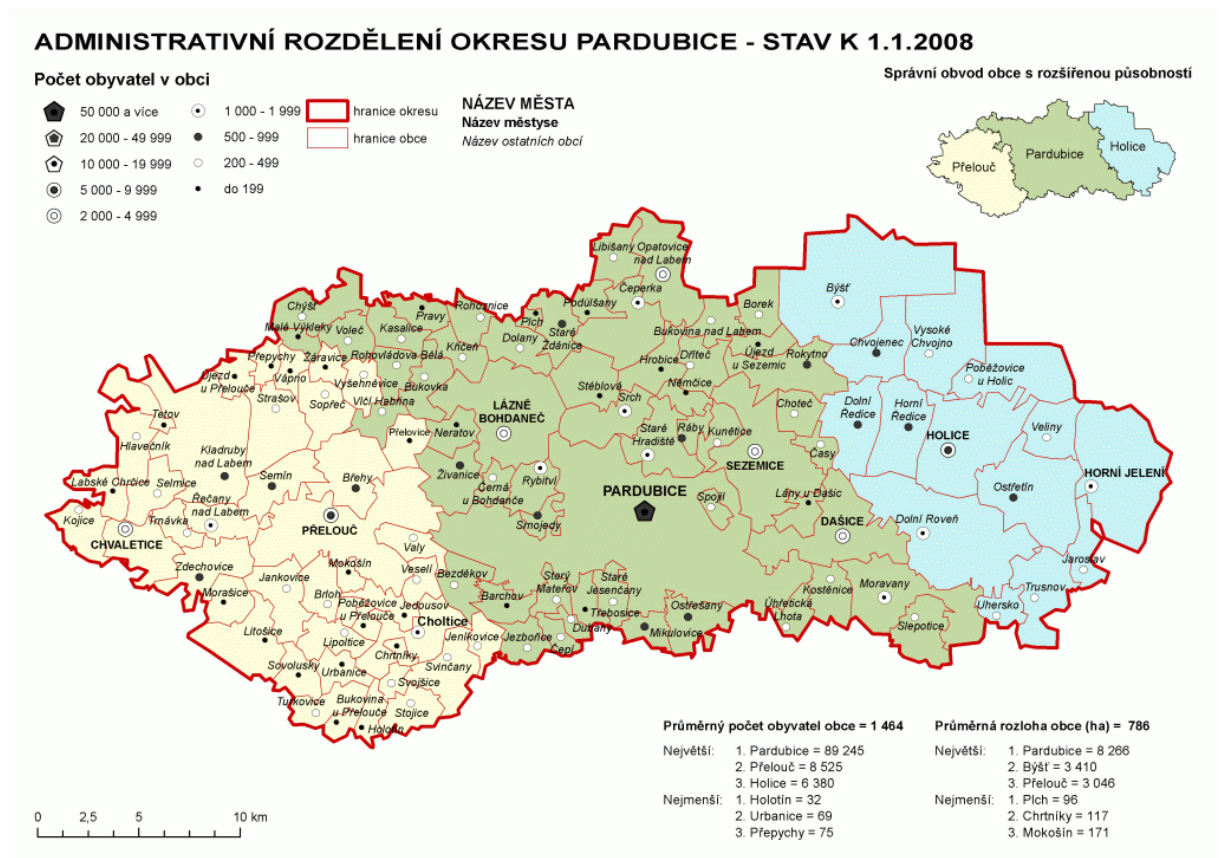 ADMINISTRATIVNÍ ROZDĚLENÍ OKRESU PARDUBICE - STAV K 1.1.2008
Počet obyvatel v obci
50 000 a více
20 000 - 49 999
10 000 - 19 999
5 000 - 9 999
2 000 - 4 999
1 000 - 1 999
500 - 999
200 - 499
do 199
hranice okresu
hranice obce
NÁZEV MĚSTA
Název městyse
Název ostatních obcí
Správní obvod obce s rozšířenou působností
Přelouč
Pardubice
Holice
Libišany
Opatovice
nad Labem
Čeperka
Býšť
Chýšť
Rohoznice
Podůlšany
Borek
Malé Výkleky
Voleč
Kasalice
Pravy
Plch
Staré
Ždánice
Bukovina nad Labem
Chvojenec
Vysoké
Chvojno
Přepychy
Žáravice
Rohovládova Bělá
Křičeň
Dolany
Hrobice
Dříteč
Újezd
u Sezemic
Rokytno
Poběžovice
u Holic
Újezd
u Přelouče
Vápno
Vyšehněvice
Bukovka
Stéblová
Němčice
Strašov
Sopřeč
Vlčí Habřina
LÁZNĚ
BOHDANEČ
Srch
Choteč
Dolní
Ředice
Horní
Ředice
Tetov
Přelovice
Neratov
Staré
Hradiště
Ráby
Kunětice
HOLICE
Veliny
Hlavečník
Kladruby
nad Labem
Časy
SEZEMICE
Labské Chrčice
Selmice
Semín
Břehy
Živanice
Černá
u Bohdanče
Rybitví
HORNÍ JELENÍ
PARDUBICE
Spojil
Lány u Dašic
Ostřetín
Řečany
nad Labem
Kojice
Trnávka
Srnojedy
CHVALETICE
PŘELOUČ
DAŠICE
Dolní Roveň
Valy
Zdechovice
Mokošín
Veselí
Bezděkov
Jaroslav
Morašice
Jankovice
Brloh
Starý
Mateřov
Staré
Jesenčany
Kostěnice
Moravany
Trusnov
Poběžovice
u Přelouče
Jedousov
Barchov
Třebosice
Ostřešany
Úhřetická
Lhota
Uhersko
Litošice
Lipoltice
Choltice
Jeníkovice
Jezbořice
Dubany
Mikulovice
Slepotice
Čepí
Chrtníky
Sovolusky
Urbanice
Svinčany
Svojšice
Turkovice
Bukovina
u Přelouče
Stojice
Holotín
Průměrný počet obyvatel obce = 1 464
Největší: 1. Pardubice = 89 245
2. Přelouč = 8 525
3. Holice = 6 380
Nejmenší: 1. Holotín = 32
2. Urbanice = 69
3. Přepychy = 75
Průměrná rozloha obce (ha) = 786
Největší: 1. Pardubice = 8 266
2. Býšť = 3 410
3. Přelouč = 3 046
Nejmenší: 1. Plch = 96
2. Chrtníky = 117
3. Mokošín = 171
0 2,5 5 10 km